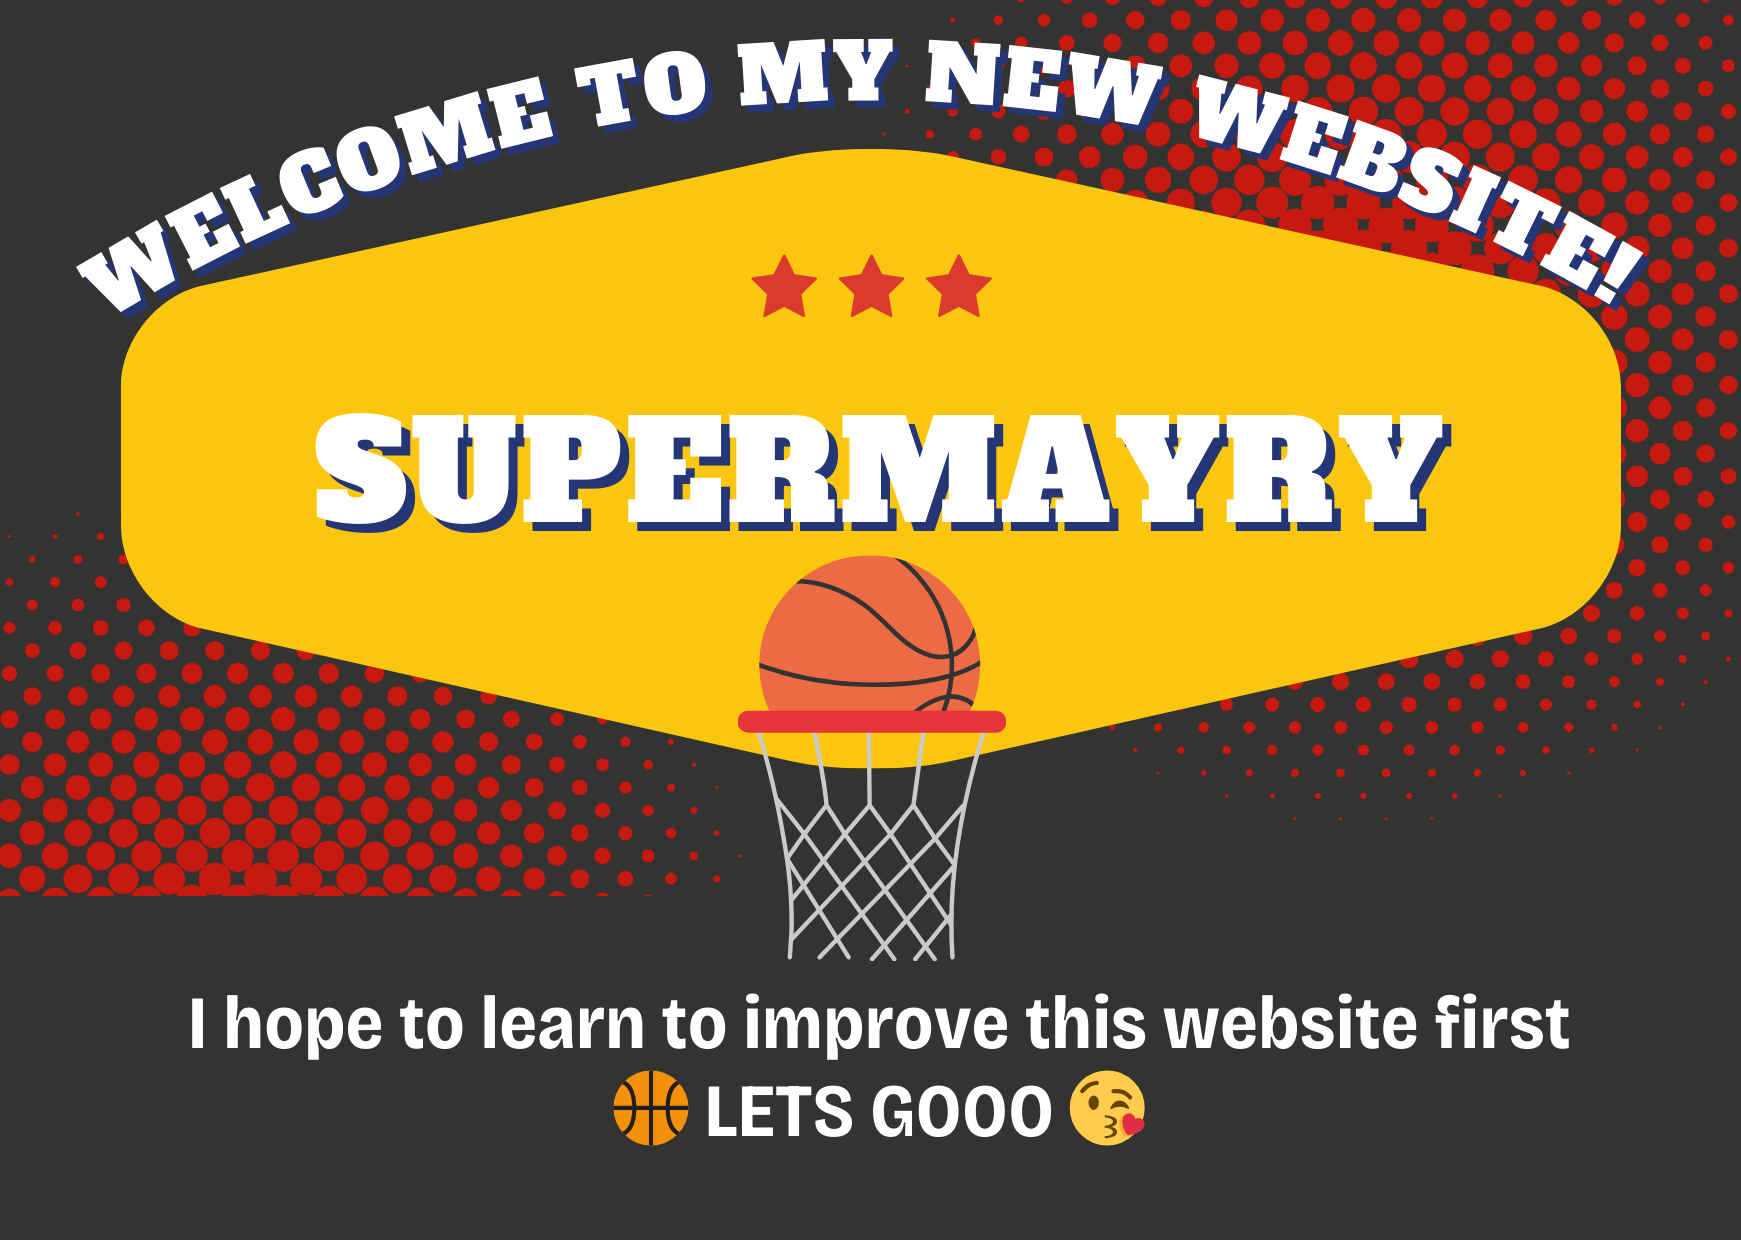 WELCOME TO MY NEW WEBSITE!
SUPERMAYRY
I hope to learn to improve this website first
🏀 LETS GOOO 😘